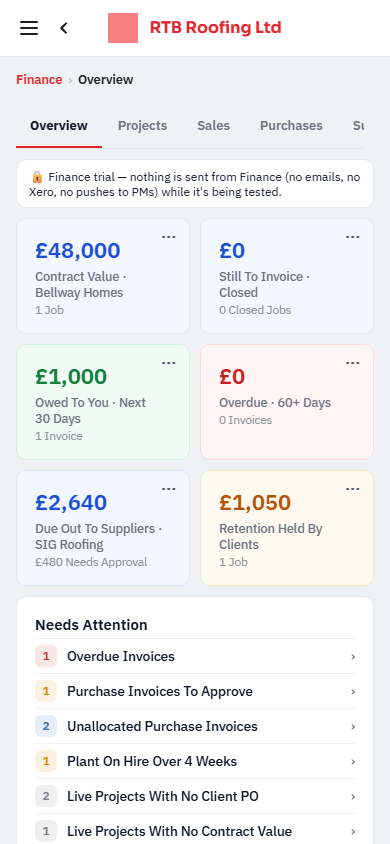 RTB Roofing Ltd
Finance › Overview
Overview Projects Sales Purchases Su
🔒 Finance trial — nothing is sent from Finance (no emails, no
Xero, no pushes to PMs) while it's being tested.
£48,000
Contract Value ·
Bellway Homes
1 Job
£0
Still To Invoice ·
Closed
0 Closed Jobs
£1,000
Owed To You · Next
30 Days
1 Invoice
£0
Overdue · 60+ Days
0 Invoices
£2,640
Due Out To Suppliers ·
SIG Roofing
£480 Needs Approval
£1,050
Retention Held By
Clients
1 Job
Needs Attention
1 Overdue Invoices ›
1 Purchase Invoices To Approve ›
2 Unallocated Purchase Invoices ›
1 Plant On Hire Over 4 Weeks ›
2 Live Projects With No Client PO ›
1 Live Projects With No Contract Value ›